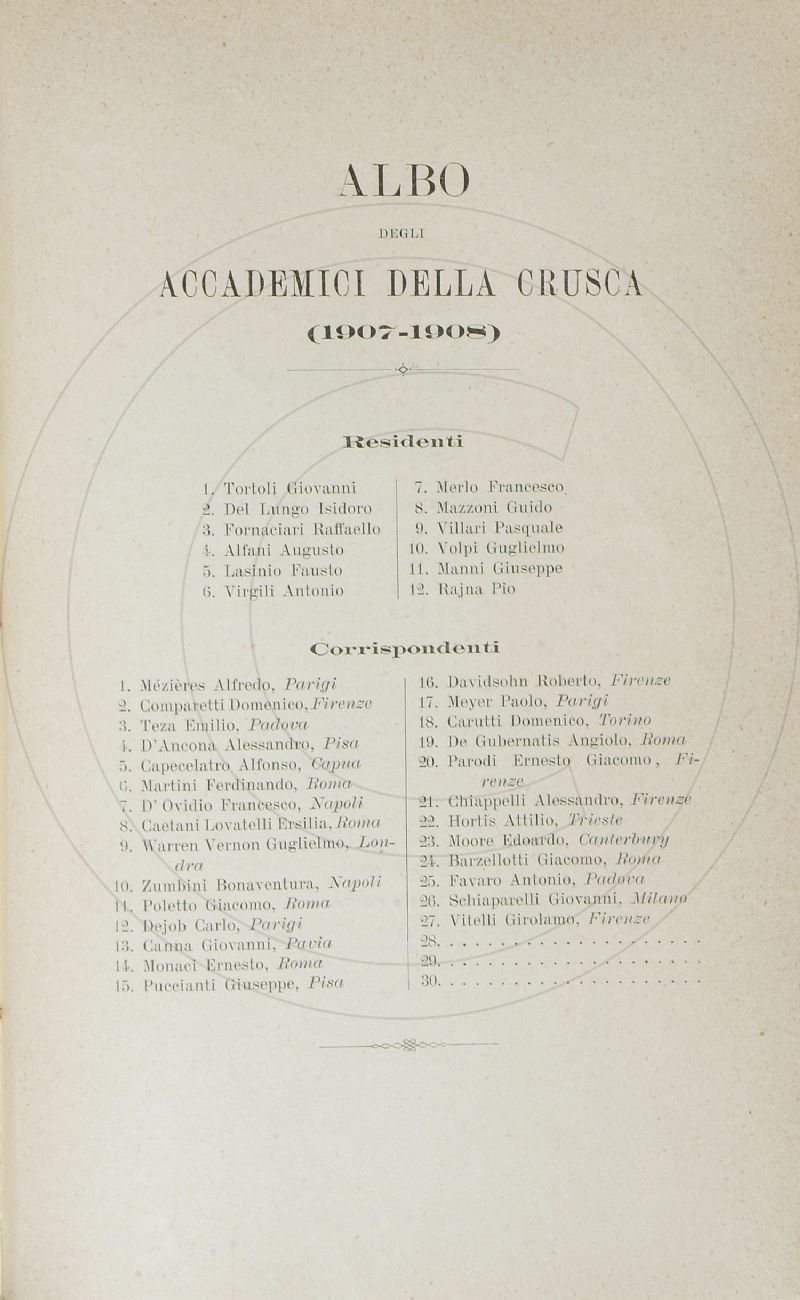 ALBO
DEGLI
ACCADEMICI DELLA CRUSCA
(1907-1908)
Residenti
1. Tortoli Giovanni
2. Del Lungo Isidoro
3. Fornaciari Raffaello
4. Alfani Augusto
5. Lasinio Fausto
6. Virgili Antonio
7. Merlo Francesco
8. Mazzoni Guido
9. Villari Pasquale
10. Volpi Guglielmo
11. Manni Giuseppe
12. Rajna Pio
Corrispondenti
1. Mézières Alfredo, Parigi
2. Comparetti Domenico, Firenze
3. Teza Emilio, Padova
4. D'Ancona Alessandro, Pisa
5. Capecelatro Alfonso, Capua
6. Martini Ferdinando, Roma
7. D'Ovidio Francesco, Napoli
8. Caetani Lovatelli Ersilia, Roma
9. Warren Vernon Guglielmo, Lon-
dra
10. Zumbini Bonaventura, Napoli
11. Poletto Giacomo, Roma
12. Dejob Carlo, Parigi
13. Canna Giovanni, Pavia
14. Monaci Ernesto, Roma
15. Puccianti Giuseppe, Pisa
16. Davidsohn Roberto, Firenze
17. Meyer Paolo, Parigi
18. Carutti Domenico, Torino
19. De Gubernatis Angiolo, Roma
20. Parodi Ernesto Giacomo, Fi-
renze
21. Chiappelli Alessandro, Firenze
22. Hortis Attilio, Trieste
23. Moore Edoardo, Canterbury
24. Barzellotti Giacomo, Roma
25. Favaro Antonio, Padova
26. Schiaparelli Giovanni, Milano
27. Vitelli Girolamo, Firenze
28. . . . . . . . . . . . . . . . . . . . . .
29. . . . . . . . . . . . . . . . . . . . . .
30. . . . . . . . . . . . . . . . . . . . . .